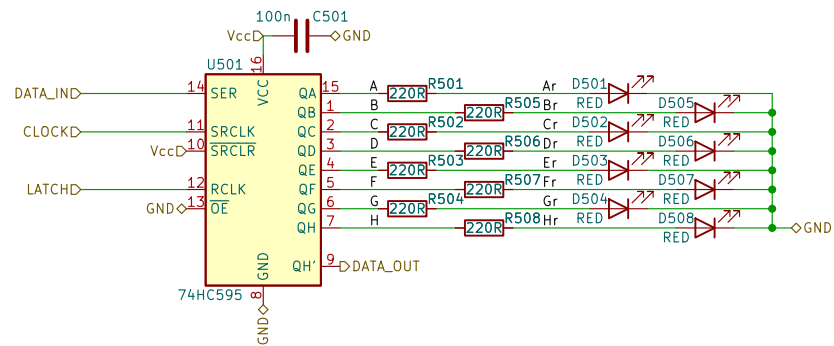 100n C501
Vcc GND
U501
16
VCC
DATA_IN 14 SER QA 15 A 220R R501 Ar D501 RED
QB 1 B 220R R505 Br D505 RED
CLOCK 11 SRCLK QC 2 C 220R R502 Cr D502 RED
Vcc 10 SRCLR QD 3 D 220R R506 Dr D506 RED
QE 4 E 220R R503 Er D503 RED
LATCH 12 RCLK QF 5 F 220R R507 Fr D507 RED
GND 13 OE QG 6 G 220R R504 Gr D504 RED
QH 7 H 220R R508 Hr D508 RED GND
GND QH' 9 DATA_OUT
74HC595 8
GND